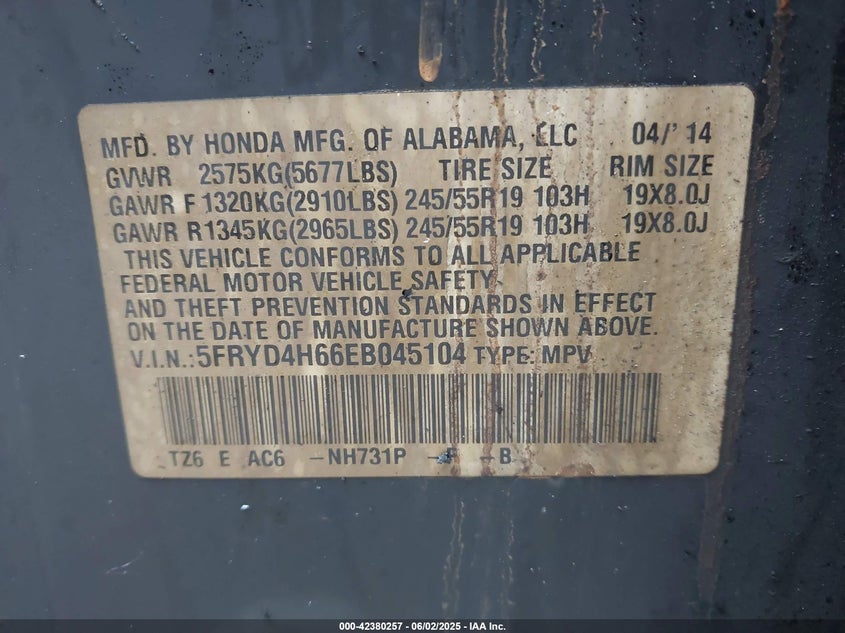 MFD. BY HONDA MFG. OF ALABAMA, LLC 04/'14
GVWR 2575KG(5677LBS) TIRE SIZE RIM SIZE
GAWR F 1320KG(2910LBS) 245/55R19 103H 19X8.0J
GAWR R1345KG(2965LBS) 245/55R19 103H 19X8.0J
THIS VEHICLE CONFORMS TO ALL APPLICABLE
FEDERAL MOTOR VEHICLE SAFETY
AND THEFT PREVENTION STANDARDS IN EFFECT
ON THE DATE OF MANUFACTURE SHOWN ABOVE.
V.I.N.: 5FRYD4H66EB045104 TYPE: MPV
TZ6 E AC6 -NH731P -F -B
000-42380257 - 06/02/2025 - IAA Inc.